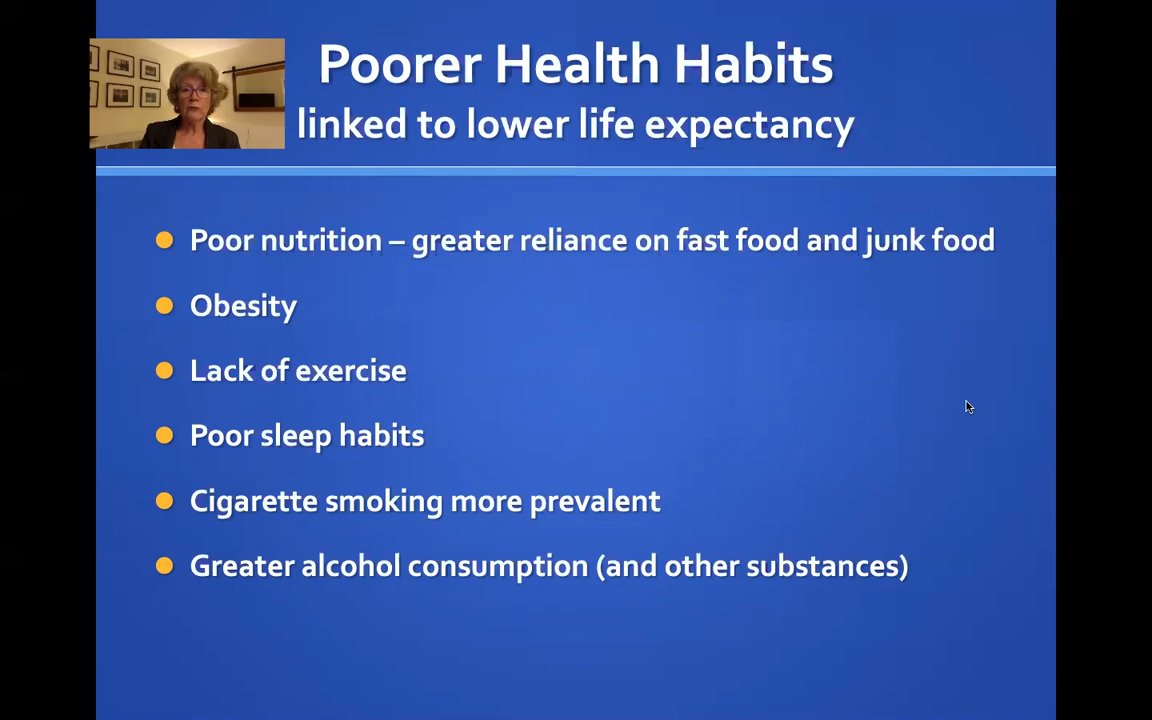 Poorer Health Habits
linked to lower life expectancy
Poor nutrition – greater reliance on fast food and junk food
Obesity
Lack of exercise
Poor sleep habits
Cigarette smoking more prevalent
Greater alcohol consumption (and other substances)